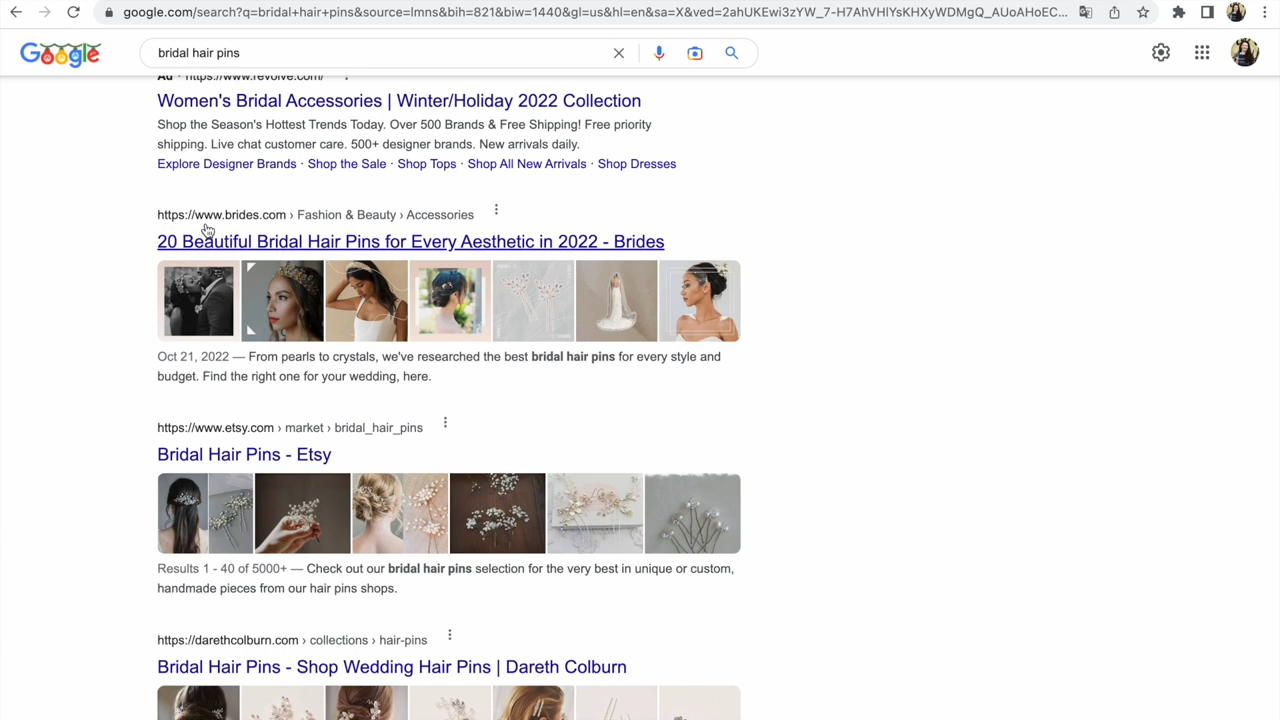 google.com/search?q=bridal+hair+pins&source=lmns&bih=821&biw=1440&gl=us&hl=en&sa=X&ved=2ahUKEwi3zYW_7-H7AhVHlYsKHXyWDMgQ_AUoAHoEC...
Google
bridal hair pins
Ad · https://www.revolve.com/
Women's Bridal Accessories | Winter/Holiday 2022 Collection
Shop the Season's Hottest Trends Today. Over 500 Brands & Free Shipping! Free priority
shipping. Live chat customer care. 500+ designer brands. New arrivals daily.
Explore Designer Brands · Shop the Sale · Shop Tops · Shop All New Arrivals · Shop Dresses
https://www.brides.com › Fashion & Beauty › Accessories
20 Beautiful Bridal Hair Pins for Every Aesthetic in 2022 - Brides
Oct 21, 2022 — From pearls to crystals, we've researched the best bridal hair pins for every style and
budget. Find the right one for your wedding, here.
https://www.etsy.com › market › bridal_hair_pins
Bridal Hair Pins - Etsy
Results 1 - 40 of 5000+ — Check out our bridal hair pins selection for the very best in unique or custom,
handmade pieces from our hair pins shops.
https://darethcolburn.com › collections › hair-pins
Bridal Hair Pins - Shop Wedding Hair Pins | Dareth Colburn